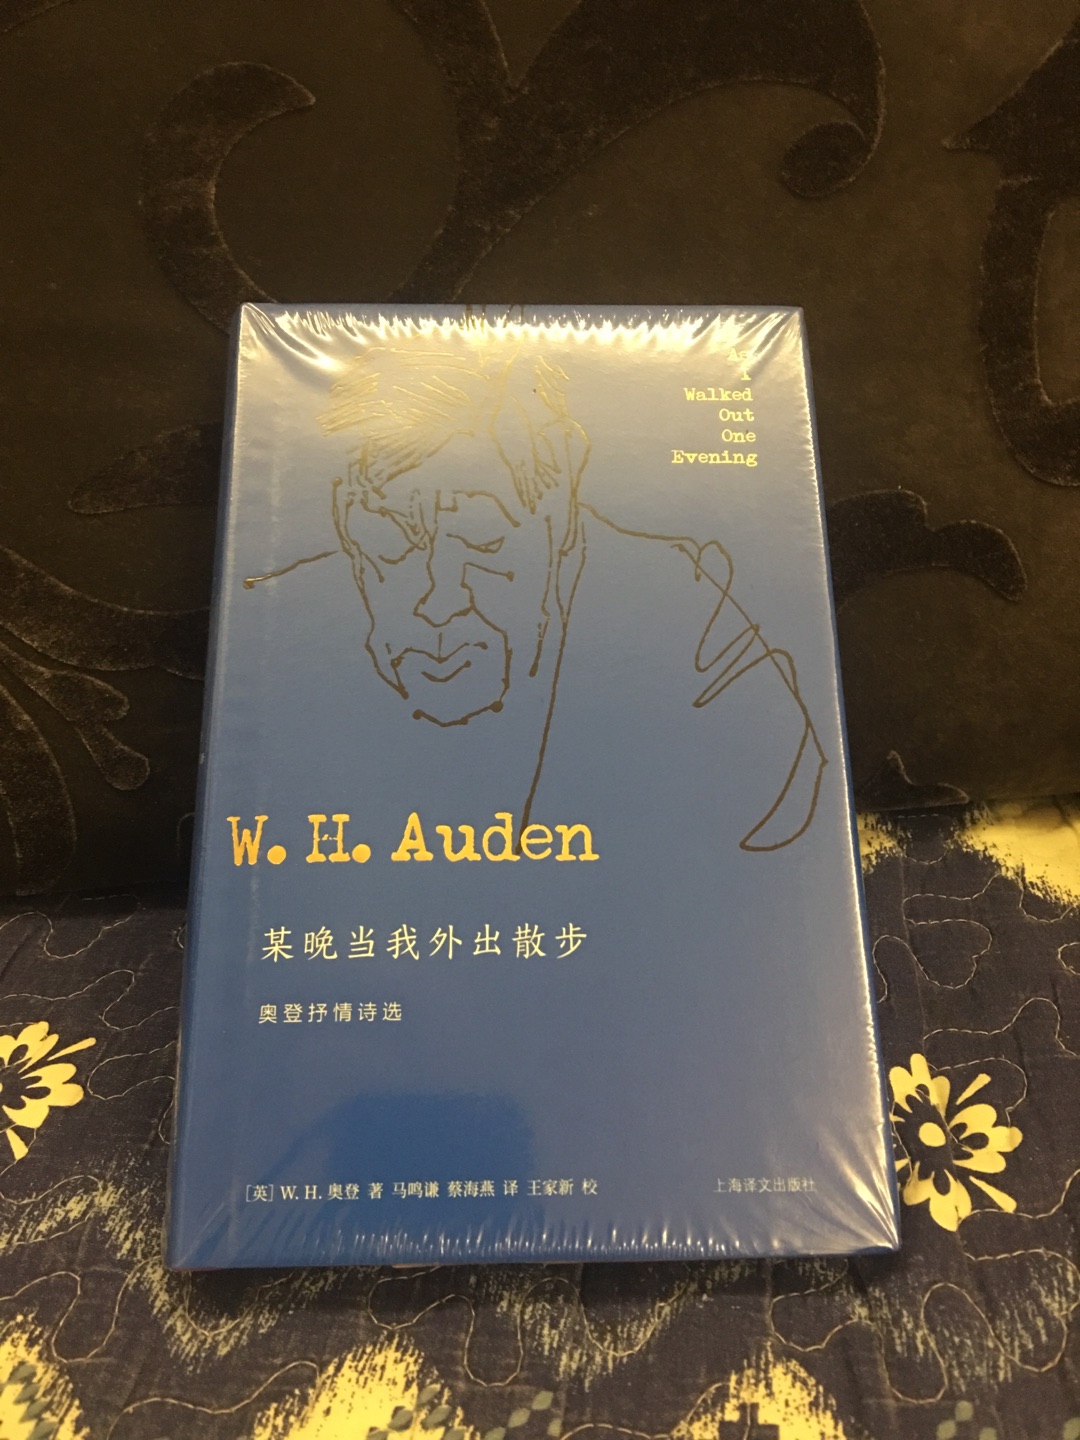 As
I
Walked
Out
One
Evening
W. H. Auden
某晚当我外出散步
奥登抒情诗选
[英] W. H. 奥登 著 马鸣谦 蔡海燕 译 王家新 校
上海译文出版社